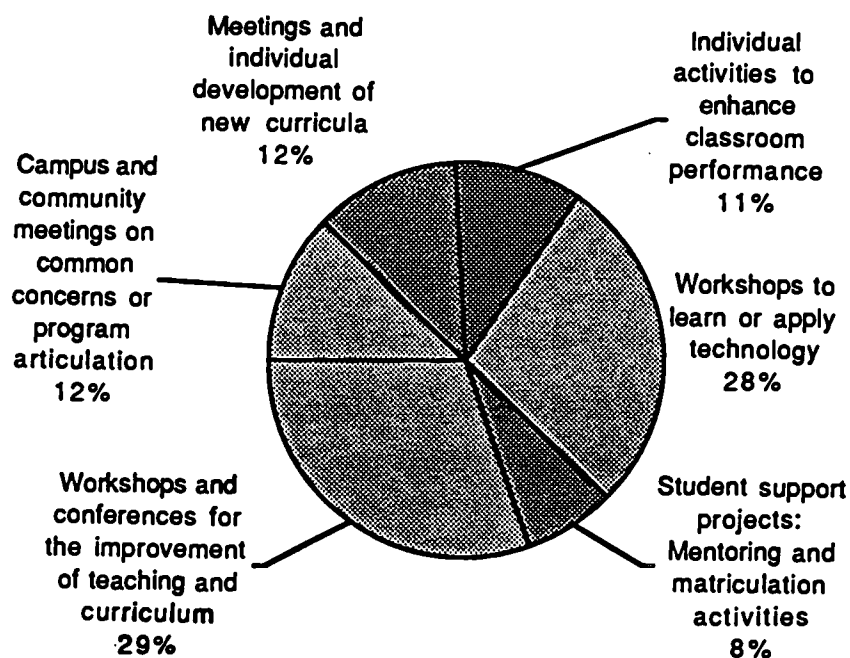 Meetings and
individual
development of
new curricula
12%
Individual
activities to
enhance
classroom
performance
11%
Campus and
community
meetings on
common
concerns or
program
articulation
12%
Workshops to
learn or apply
technology
28%
Workshops and
conferences for
the improvement
of teaching and
curriculum
29%
Student support
projects:
Mentoring and
matriculation
activities
8%